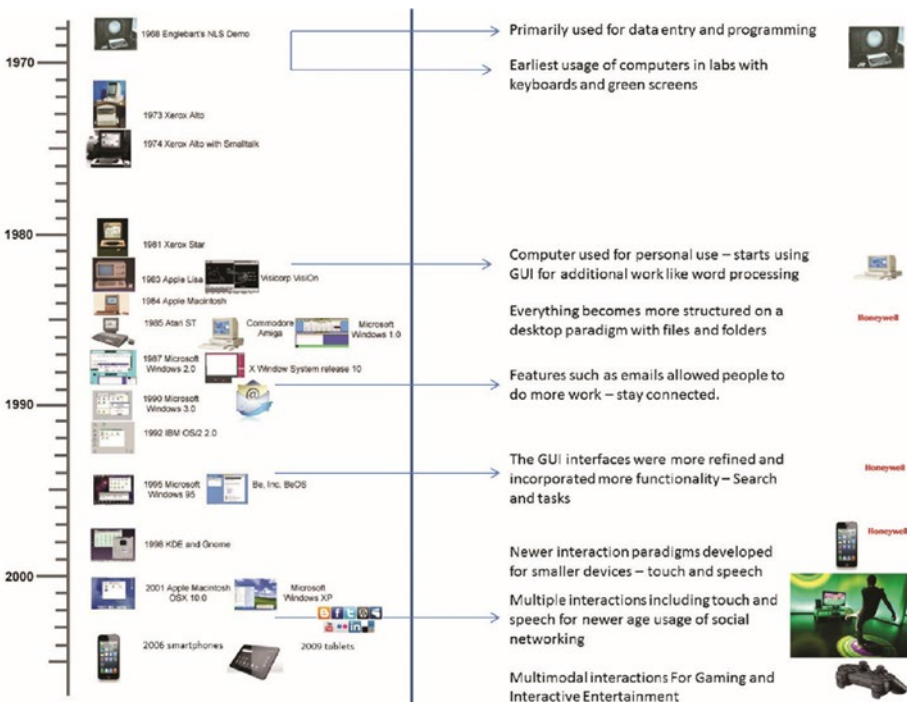 1968 Englebart's NLS Demo
1970
1973 Xerox Alto
1974 Xerox Alto with Smalltalk
1980
1981 Xerox Star
1983 Apple Lisa
Visicorp VisiOn
1984 Apple Macintosh
1985 Atari ST
Commodore
Amiga
Microsoft
Windows 1.0
1987 Microsoft
Windows 2.0
X Window System release 10
1990
1990 Microsoft
Windows 3.0
1992 IBM OS/2 2.0
1995 Microsoft
Windows 95
Be, Inc. BeOS
1998 KDE and Gnome
2000
2001 Apple Macintosh
OSX 10.0
Microsoft
Windows XP
2006 smartphones
2009 tablets
Primarily used for data entry and programming
Earliest usage of computers in labs with
keyboards and green screens
Computer used for personal use – starts using
GUI for additional work like word processing
Everything becomes more structured on a
desktop paradigm with files and folders
Honeywell
Features such as emails allowed people to
do more work – stay connected.
The GUI interfaces were more refined and
incorporated more functionality – Search
and tasks
Honeywell
Honeywell
Newer interaction paradigms developed
for smaller devices – touch and speech
Multiple interactions including touch and
speech for newer age usage of social
networking
Multimodal interactions For Gaming and
Interactive Entertainment